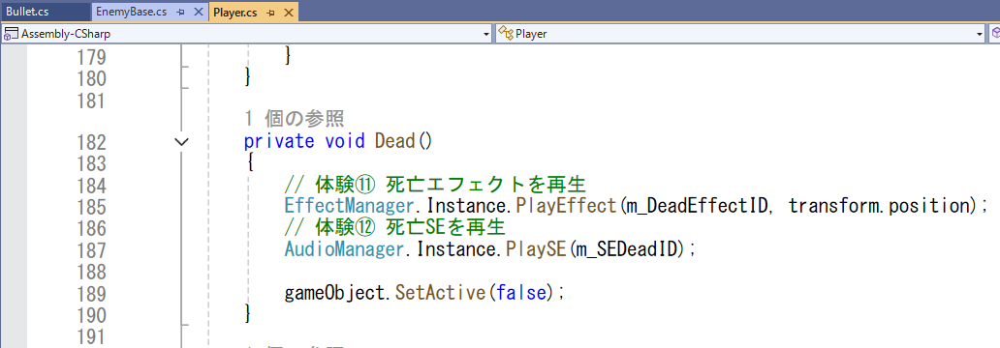 Bullet.cs EnemyBase.cs Player.cs
Assembly-CSharp Player
179 }
180 }
181
1 個の参照
182 private void Dead()
183 {
184 // 体験⑪ 死亡エフェクトを再生
185 EffectManager.Instance.PlayEffect(m_DeadEffectID, transform.position);
186 // 体験⑫ 死亡SEを再生
187 AudioManager.Instance.PlaySE(m_SEDeadID);
188
189 gameObject.SetActive(false);
190 }
191